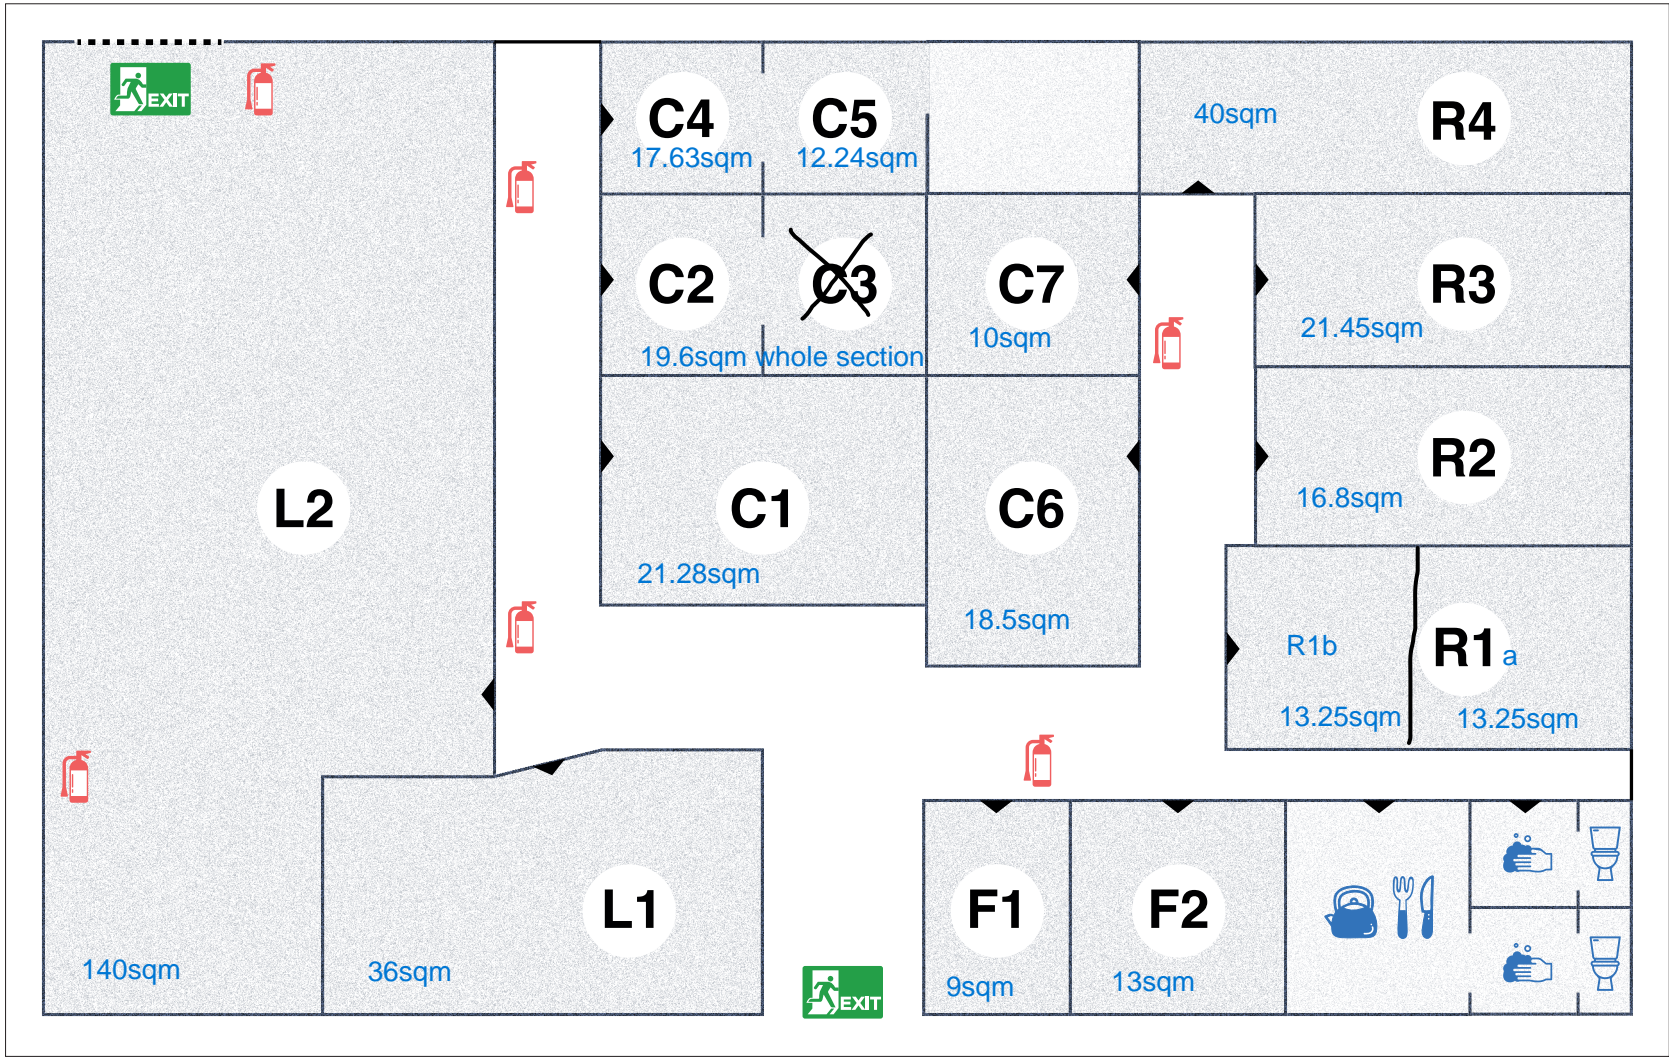 EXIT
C4
17.63sqm
C5
12.24sqm
40sqm
R4
C2
C3
19.6sqm whole section
C7
10sqm
R3
21.45sqm
L2
C1
21.28sqm
C6
18.5sqm
R2
16.8sqm
R1b
13.25sqm
R1a
13.25sqm
140sqm
L1
36sqm
EXIT
F1
9sqm
F2
13sqm